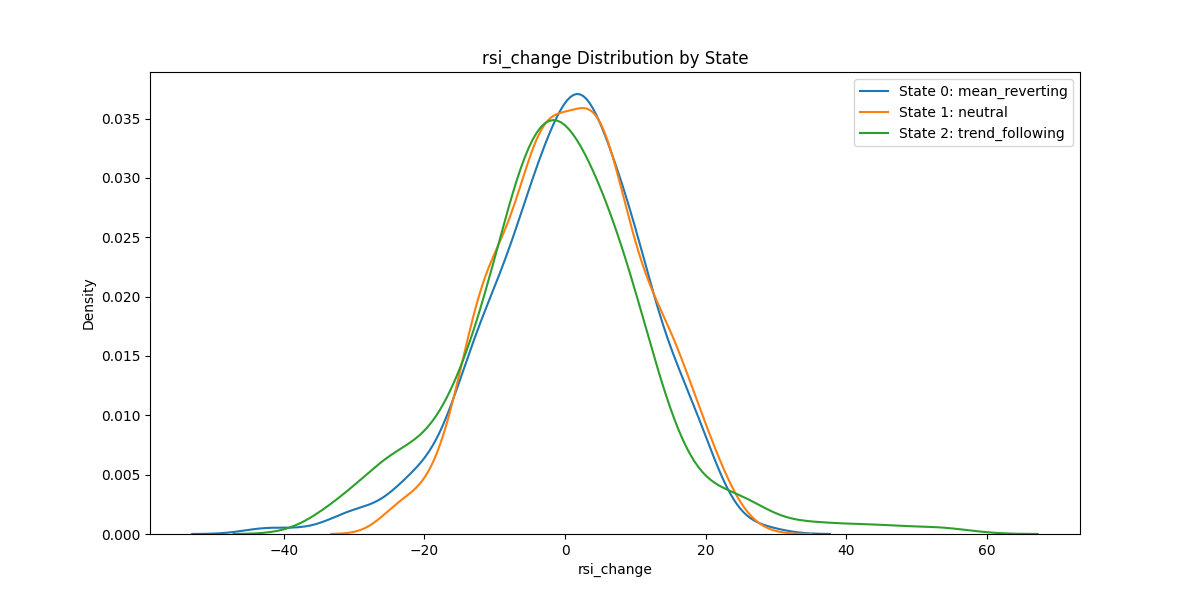 rsi_change Distribution by State
State 0: mean_reverting
State 1: neutral
State 2: trend_following
Density
0.035
0.030
0.025
0.020
0.015
0.010
0.005
0.000
−40
−20
0
20
40
60
rsi_change